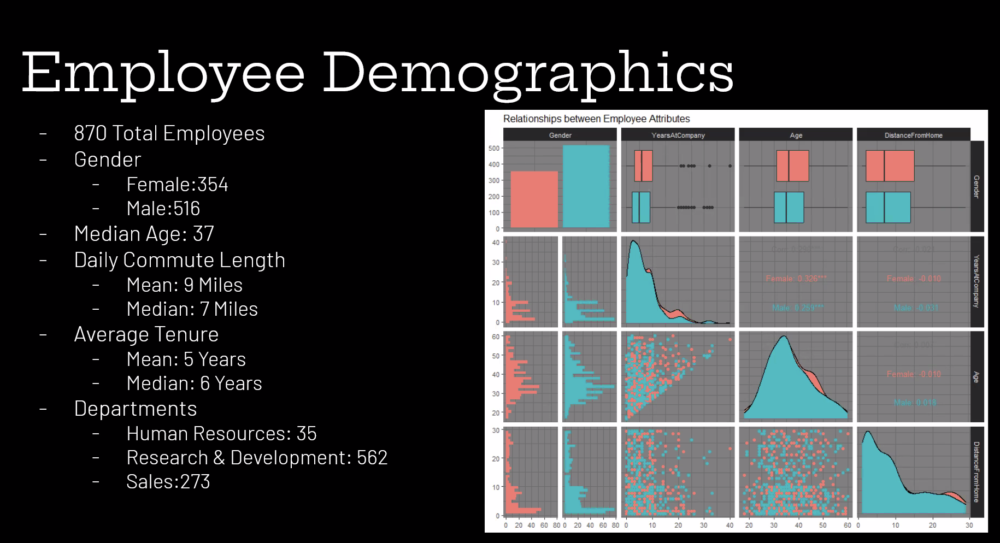 Employee Demographics
- 870 Total Employees
- Gender
- Female:354
- Male:516
- Median Age: 37
- Daily Commute Length
- Mean: 9 Miles
- Median: 7 Miles
- Average Tenure
- Mean: 5 Years
- Median: 6 Years
- Departments
- Human Resources: 35
- Research & Development: 562
- Sales:273
Relationships between Employee Attributes
Gender YearsAtCompany Age DistanceFromHome
500
400
300
200
100
0
Gender
40
30
20
10
0
Corr:
Female: 0.326***
Male: 0.259***
Corr: -0.021
Female: -0.010
Male: -0.031
YearsAtCompany
60
50
40
30
20
Corr:
Female: -0.010
Male: 0.018
Age
30
20
10
0
DistanceFromHome
0 20 40 60 80 0 20 40 60 80 0 10 20 30 40 20 30 40 50 60 0 10 20 30